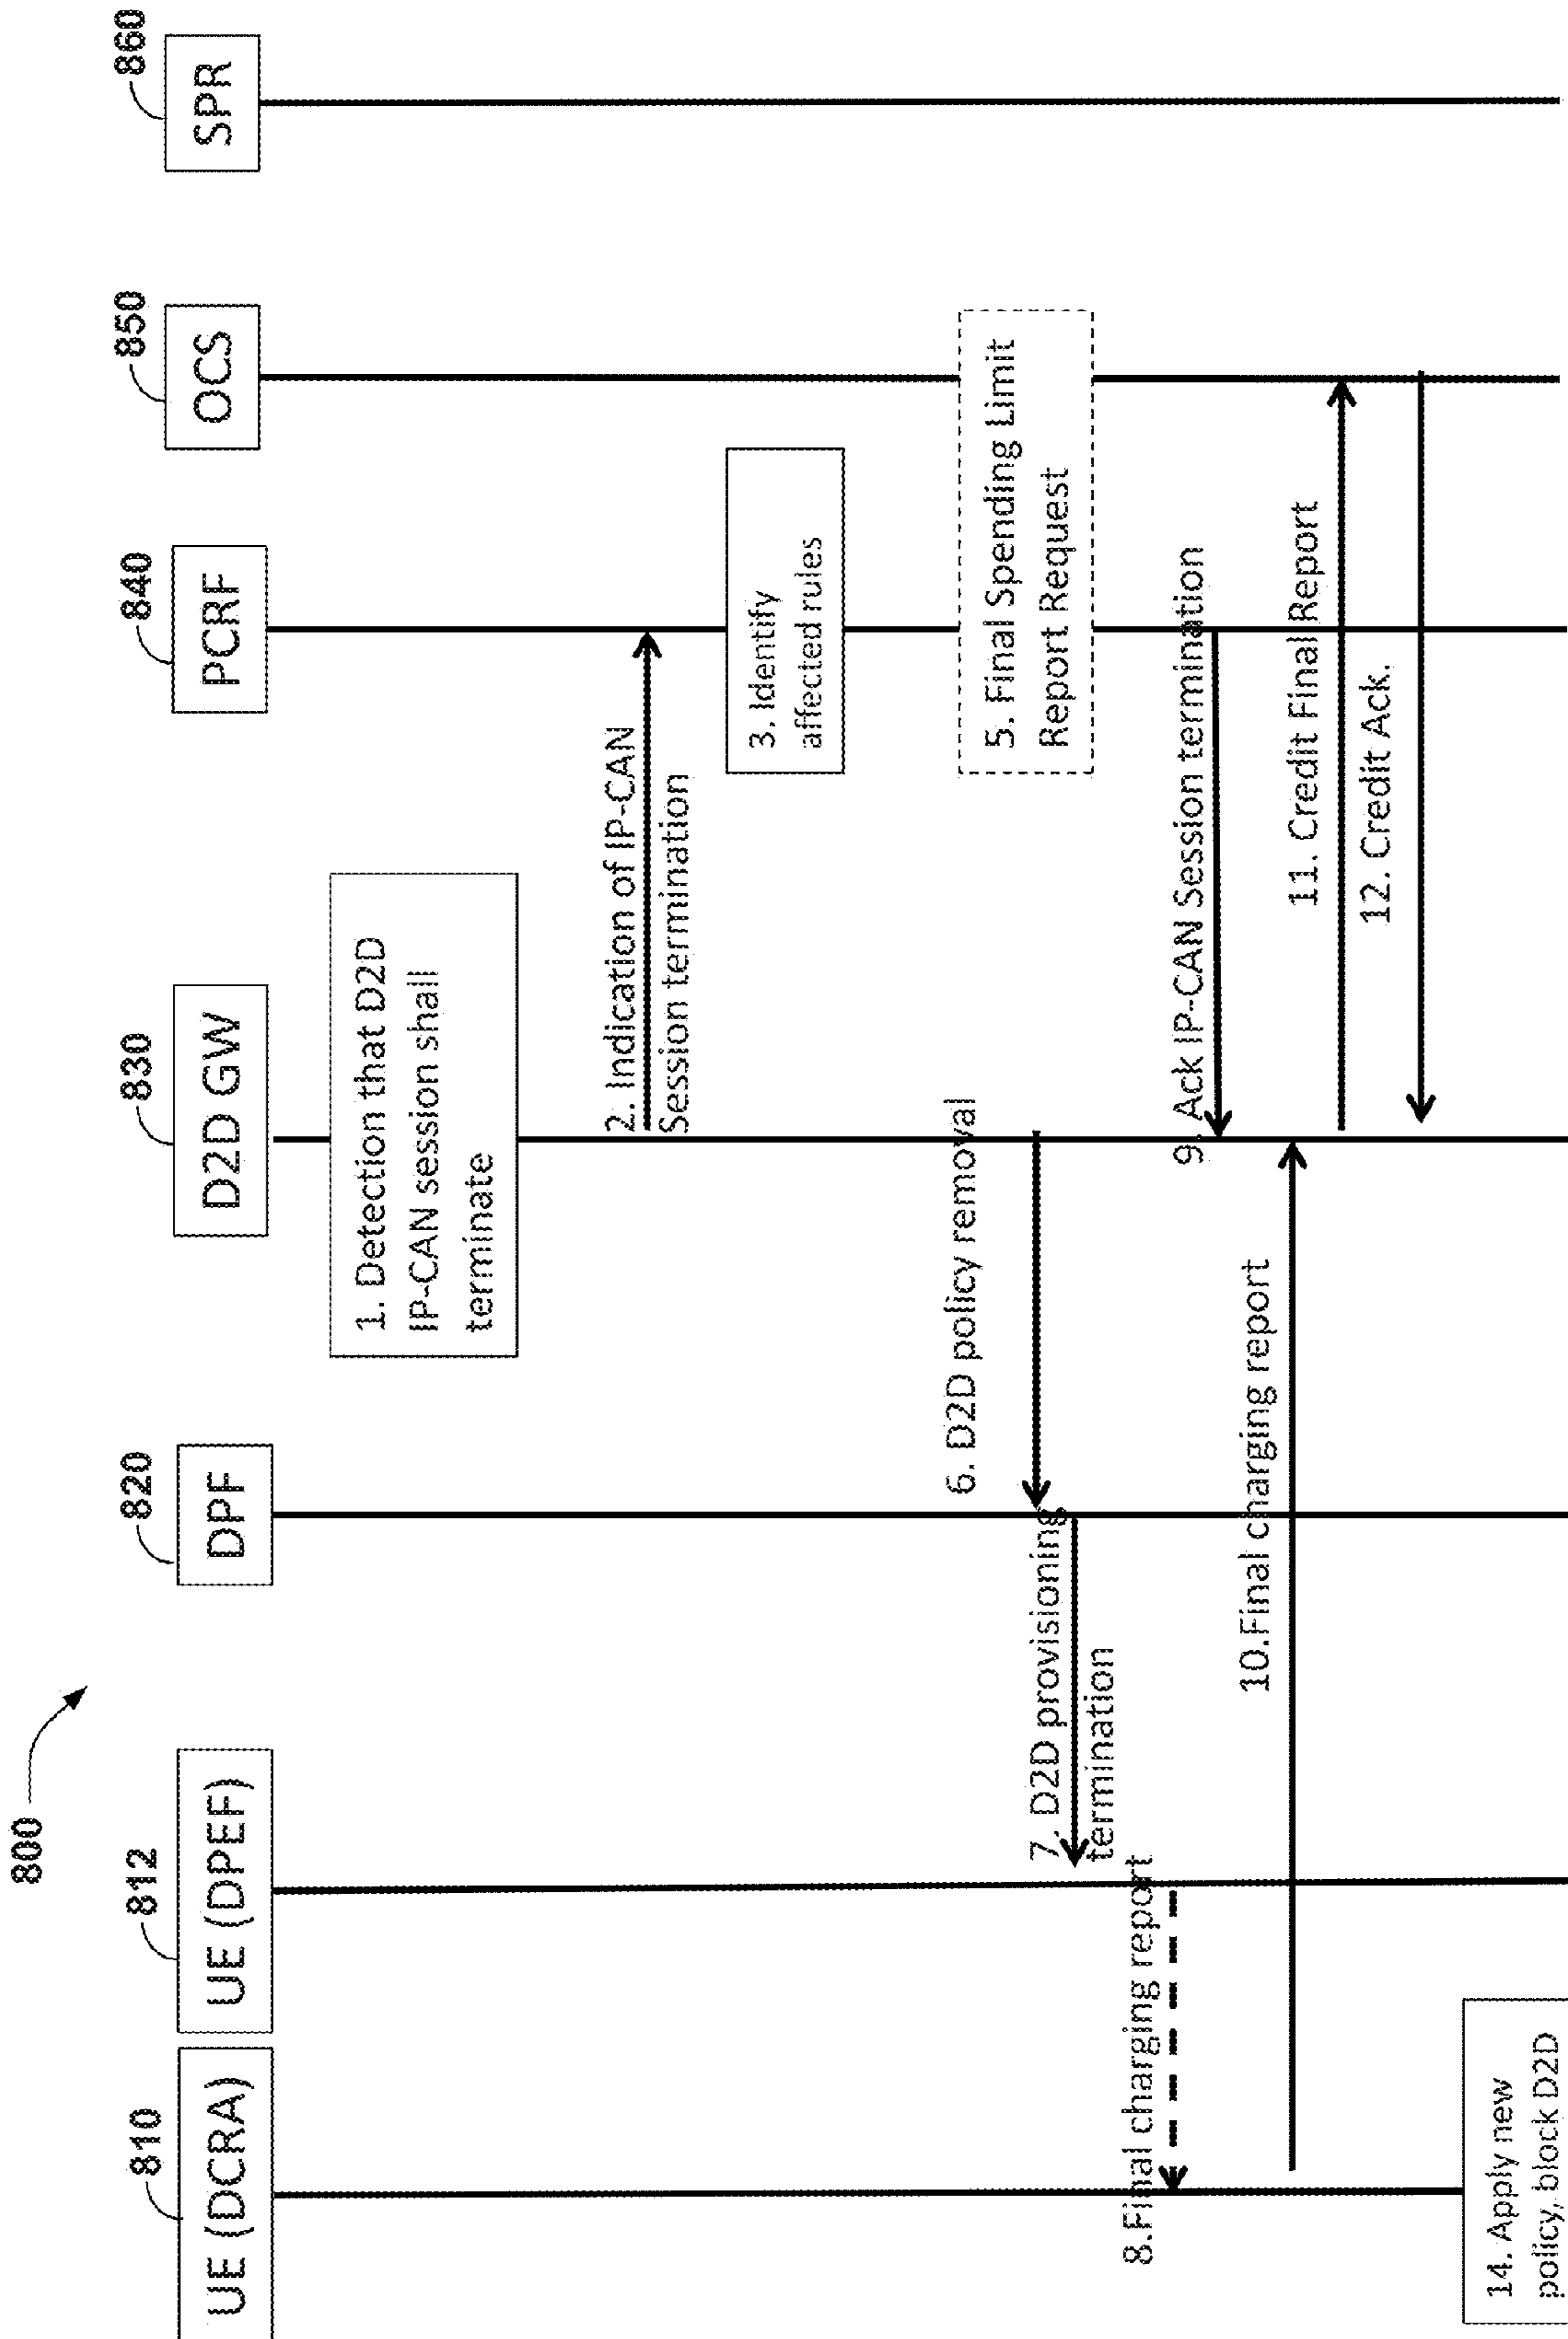 800
810
UE (DCRA)
812
UE (DPEF)
820
DPF
830
D2D GW
840
PCRF
850
OCS
860
SPR
1. Detection that D2D
IP-CAN session shall
terminate
2. Indication of IP-CAN
Session termination
3. Identify
affected rules
5. Final Spending Limit
Report Request
6. D2D policy removal
7. D2D provisioning
termination
8.Final charging report
9. Ack IP-CAN Session termination
10.Final charging report
11. Credit Final Report
12. Credit Ack.
14. Apply new
policy, block D2D